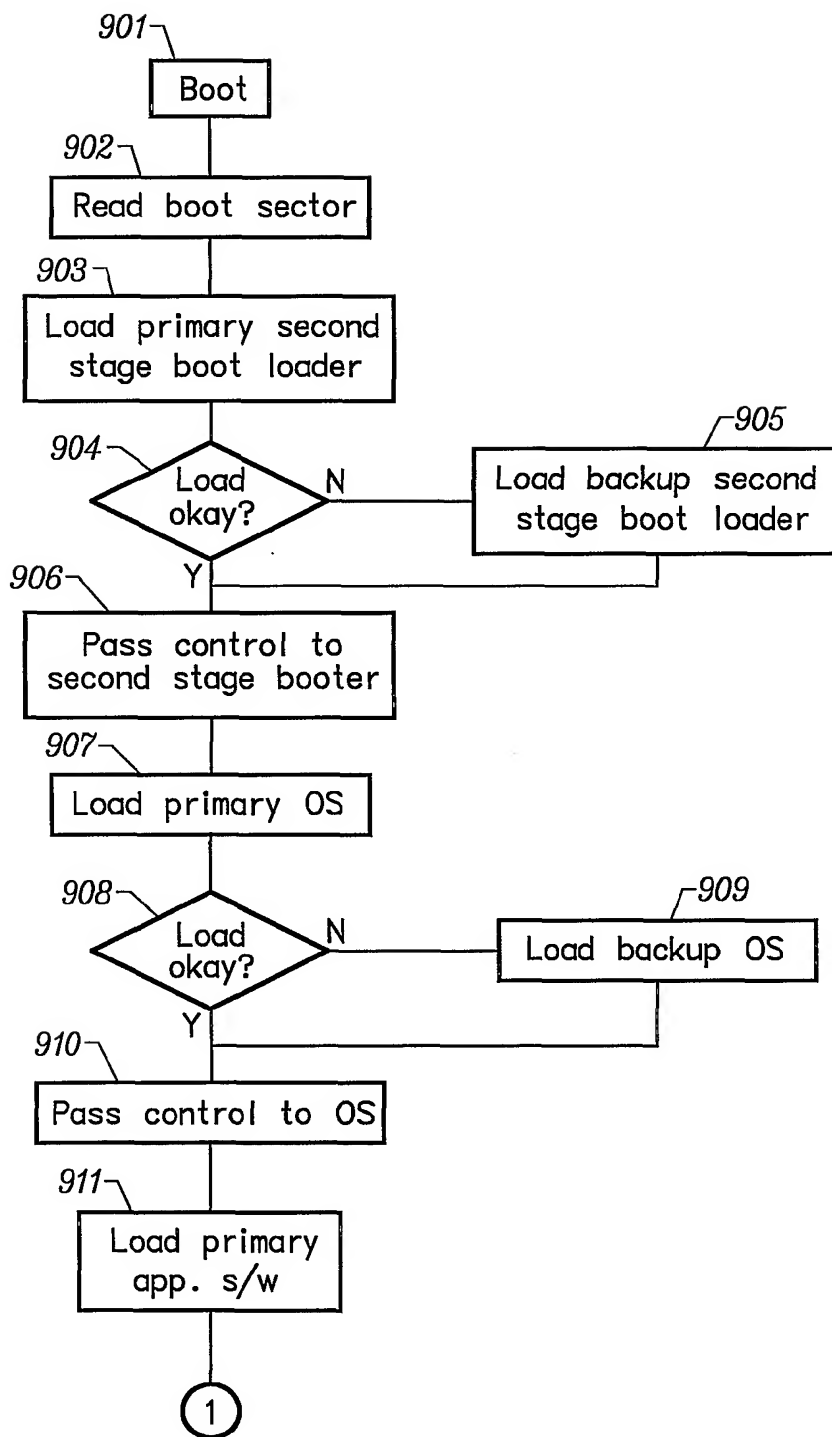 901
Boot
902
Read boot sector
903
Load primary second
stage boot loader
904
Load
okay?
N
Y
905
Load backup second
stage boot loader
906
Pass control to
second stage booter
907
Load primary OS
908
Load
okay?
N
Y
909
Load backup OS
910
Pass control to OS
911
Load primary
app. s/w
1